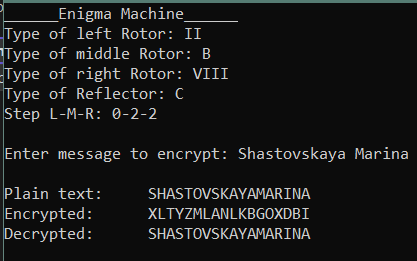 ______Enigma Machine______
Type of left Rotor: II
Type of middle Rotor: B
Type of right Rotor: VIII
Type of Reflector: C
Step L-M-R: 0-2-2
Enter message to encrypt: Shastovskaya Marina
Plain text: SHASTOVSKAYAMARINA
Encrypted: XLTYZMLANLKBGOXDBI
Decrypted: SHASTOVSKAYAMARINA